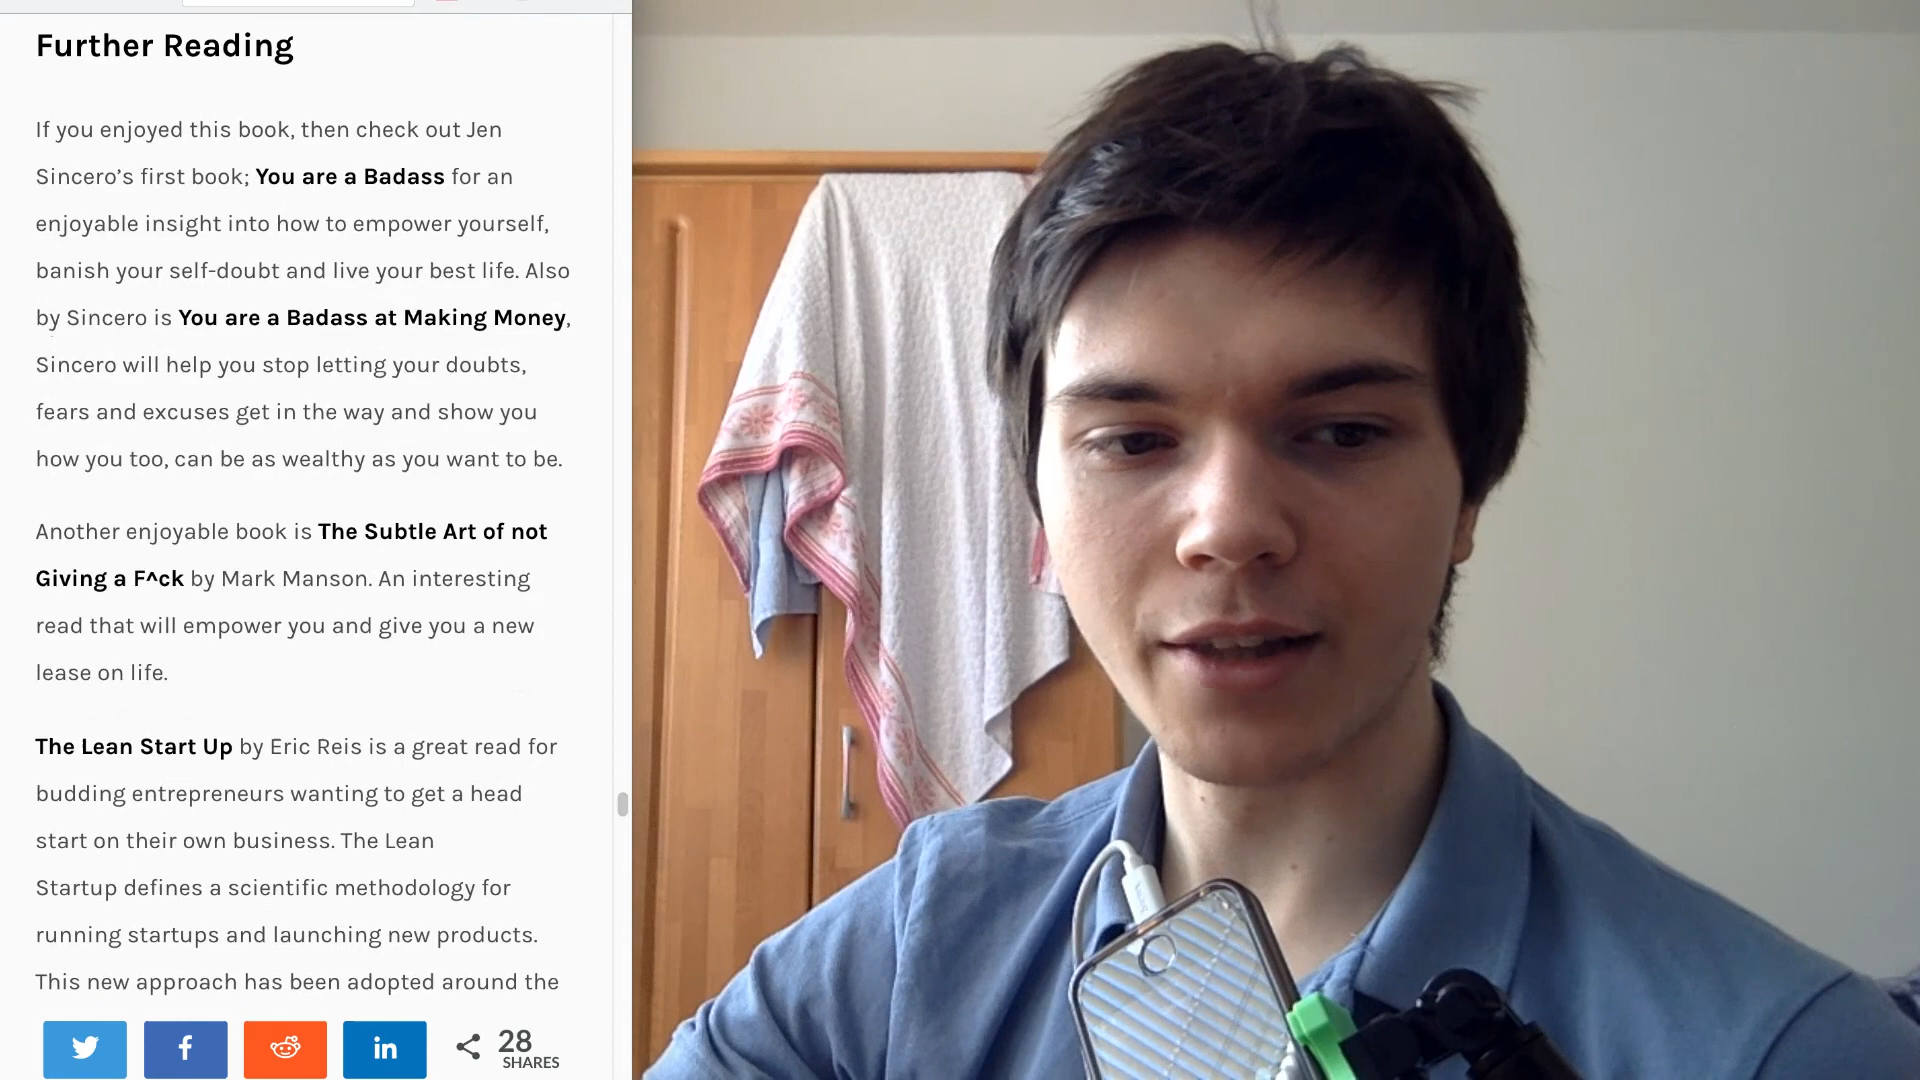 Further Reading
If you enjoyed this book, then check out Jen
Sincero’s first book; You are a Badass for an
enjoyable insight into how to empower yourself,
banish your self-doubt and live your best life. Also
by Sincero is You are a Badass at Making Money,
Sincero will help you stop letting your doubts,
fears and excuses get in the way and show you
how you too, can be as wealthy as you want to be.
Another enjoyable book is The Subtle Art of not
Giving a F^ck by Mark Manson. An interesting
read that will empower you and give you a new
lease on life.
The Lean Start Up by Eric Reis is a great read for
budding entrepreneurs wanting to get a head
start on their own business. The Lean
Startup defines a scientific methodology for
running startups and launching new products.
This new approach has been adopted around the
28
SHARES